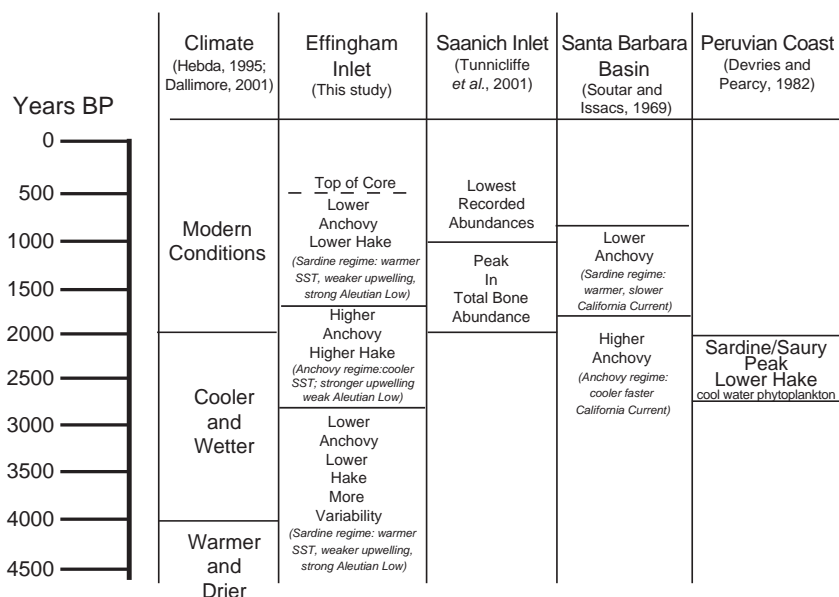 Years BP
0
500
1000
1500
2000
2500
3000
3500
4000
4500
Climate
(Hebda, 1995;
Dallimore, 2001)
Modern
Conditions
Cooler
and
Wetter
Warmer
and
Drier
Effingham
Inlet
(This study)
Top of Core
Lower
Anchovy
Lower Hake
(Sardine regime: warmer
SST, weaker upwelling,
strong Aleutian Low)
Higher
Anchovy
Higher Hake
(Anchovy regime:cooler
SST; stronger upwelling
weak Aleutian Low)
Lower
Anchovy
Lower
Hake
More
Variability
(Sardine regime: warmer
SST, weaker upwelling,
strong Aleutian Low)
Saanich Inlet
(Tunnicliffe
et al., 2001)
Lowest
Recorded
Abundances
Peak
In
Total Bone
Abundance
Santa Barbara
Basin
(Soutar and
Issacs, 1969)
Lower
Anchovy
(Sardine regime:
warmer, slower
California Current)
Higher
Anchovy
(Anchovy regime:
cooler faster
California Current)
Peruvian Coast
(Devries and
Pearcy, 1982)
Sardine/Saury
Peak
Lower Hake
cool water phytoplankton